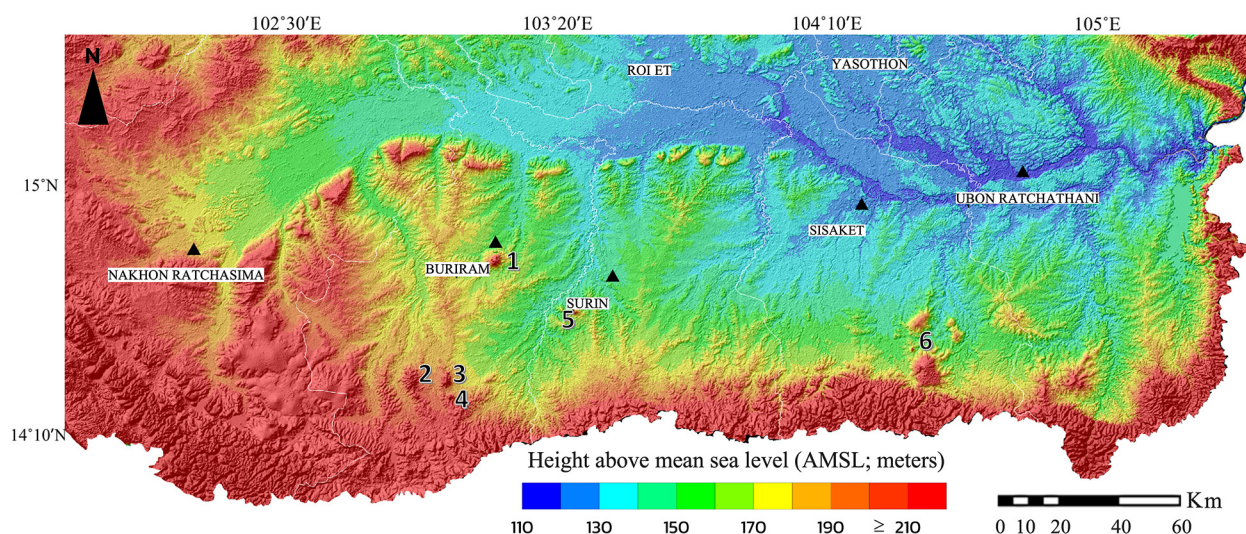 102°30′E 103°20′E 104°10′E 105°E
N
ROI ET
YASOTHON
15°N
UBON RATCHATHANI
SISAKET
1
BURIRAM
NAKHON RATCHASIMA
SURIN
5
6
2 3
4
14°10′N
Height above mean sea level (AMSL; meters)
110 130 150 170 190 ≥ 210
Km
0 10 20 40 60